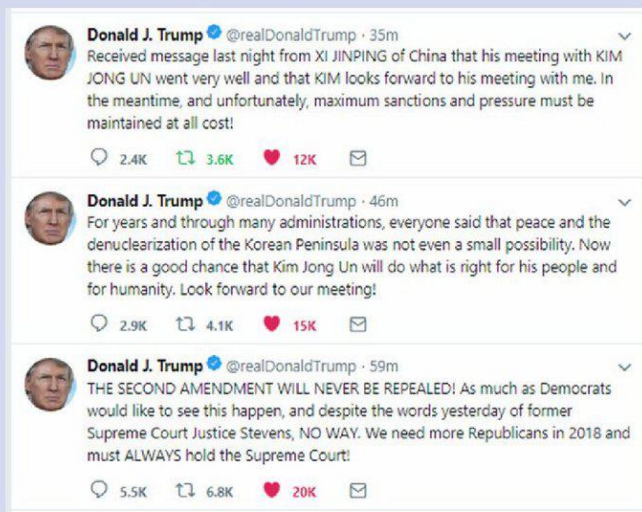 Donald J. Trump @realDonaldTrump · 35m
Received message last night from XI JINPING of China that his meeting with KIM
JONG UN went very well and that KIM looks forward to his meeting with me. In
the meantime, and unfortunately, maximum sanctions and pressure must be
maintained at all cost!
2.4K 3.6K 12K
Donald J. Trump @realDonaldTrump · 46m
For years and through many administrations, everyone said that peace and the
denuclearization of the Korean Peninsula was not even a small possibility. Now
there is a good chance that Kim Jong Un will do what is right for his people and
for humanity. Look forward to our meeting!
2.9K 4.1K 15K
Donald J. Trump @realDonaldTrump · 59m
THE SECOND AMENDMENT WILL NEVER BE REPEALED! As much as Democrats
would like to see this happen, and despite the words yesterday of former
Supreme Court Justice Stevens, NO WAY. We need more Republicans in 2018 and
must ALWAYS hold the Supreme Court!
5.5K 6.8K 20K